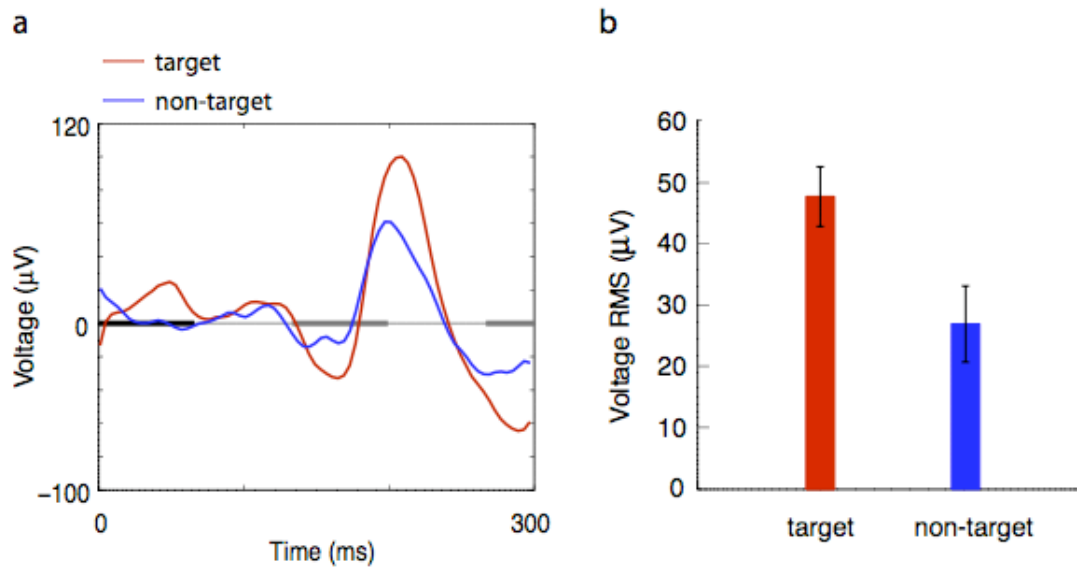 a
target
non-target
120
0
−100
Voltage (µV)
0
300
Time (ms)
b
60
50
40
30
20
10
0
Voltage RMS (µV)
target
non-target